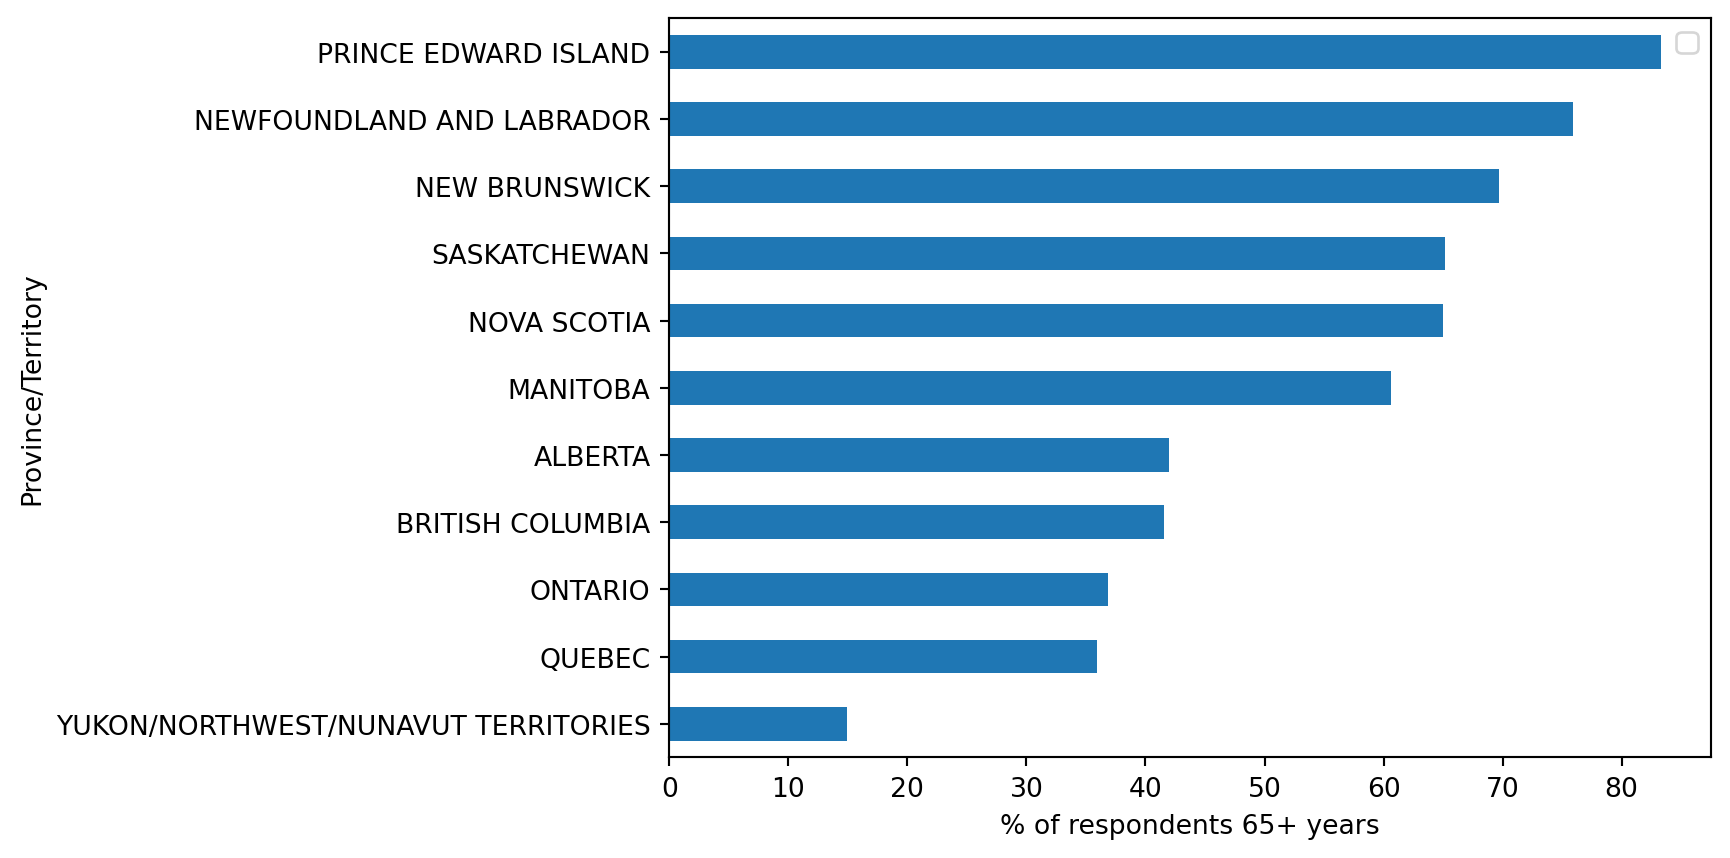 PRINCE EDWARD ISLAND
NEWFOUNDLAND AND LABRADOR
NEW BRUNSWICK
SASKATCHEWAN
NOVA SCOTIA
MANITOBA
ALBERTA
BRITISH COLUMBIA
ONTARIO
QUEBEC
YUKON/NORTHWEST/NUNAVUT TERRITORIES
Province/Territory
0 10 20 30 40 50 60 70 80
% of respondents 65+ years